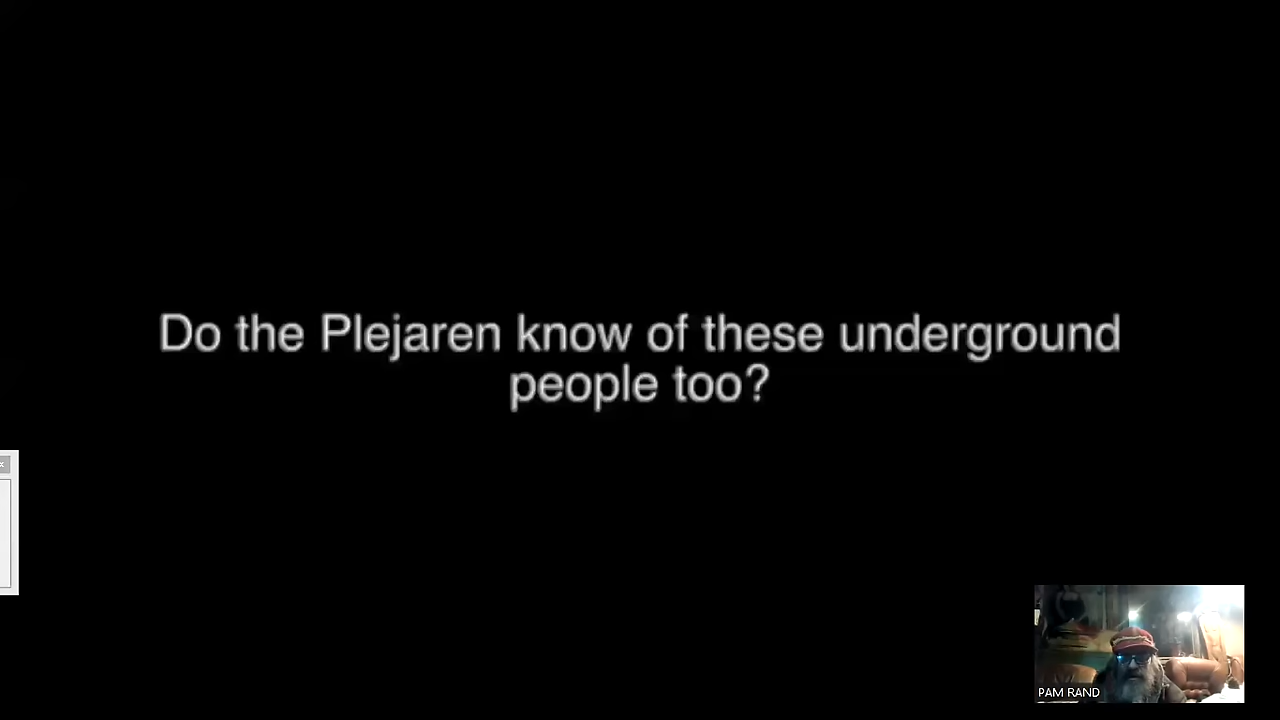 Do the Plejaren know of these underground
people too?
PAM RAND